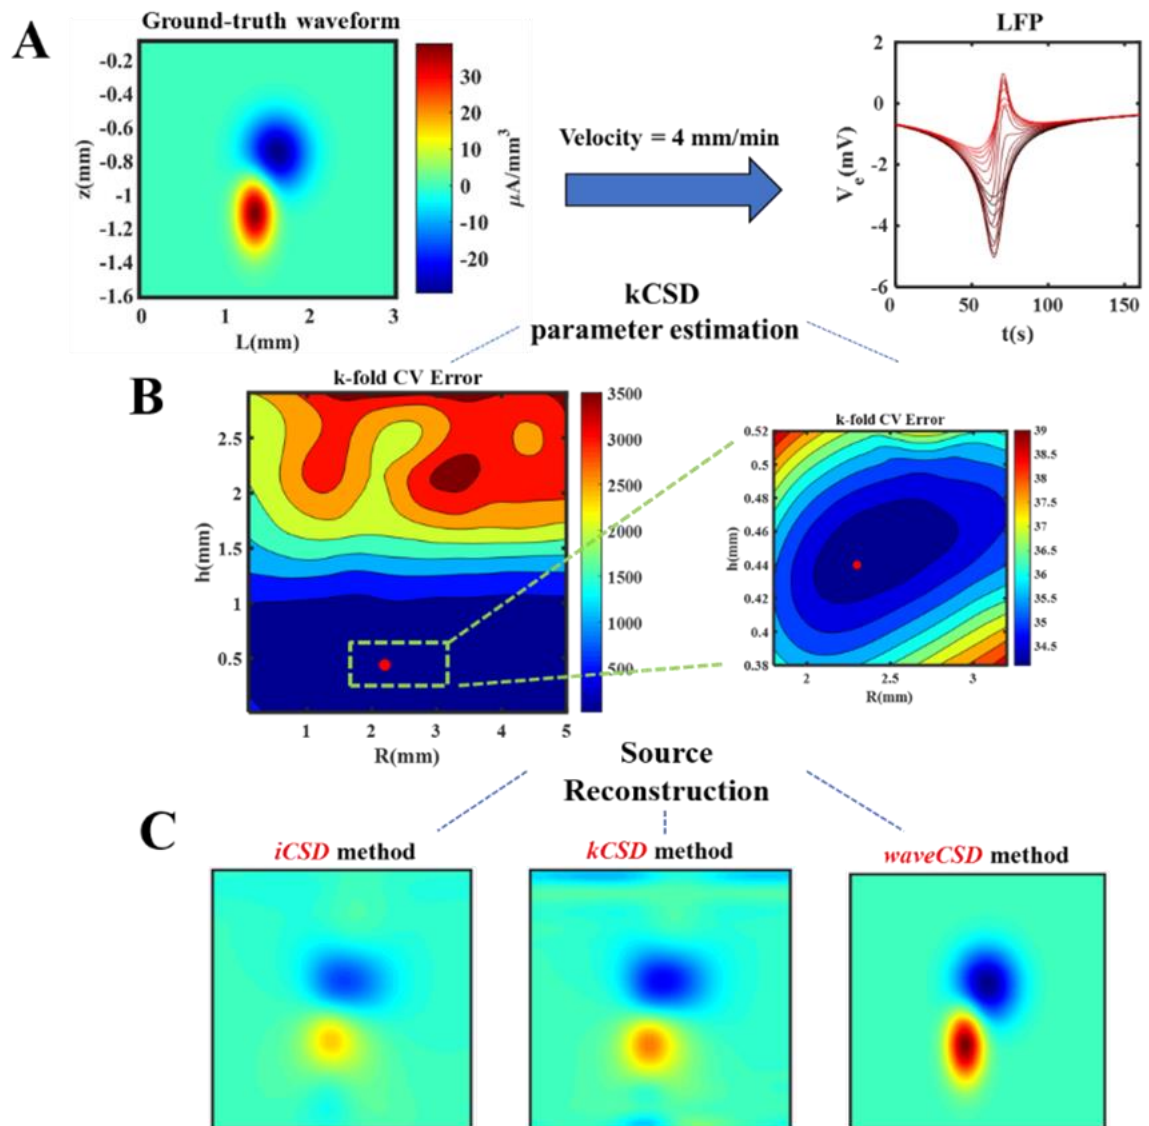 A
Ground-truth waveform
-0.2
-0.4
-0.6
-0.8
-1
-1.2
-1.4
-1.6
z(mm)
0 1 2 3
L(mm)
30
20
10
0
-10
-20
μA/mm³
Velocity = 4 mm/min
LFP
2
0
-2
-4
-6
Ve(mV)
0 50 100 150
t(s)
kCSD
parameter estimation
B
k-fold CV Error
2.5
2
1.5
1
0.5
h(mm)
1 2 3 4 5
R(mm)
3500
3000
2500
2000
1500
1000
500
k-fold CV Error
0.52
0.5
0.48
0.46
0.44
0.42
0.4
0.38
h(mm)
2 2.5 3
R(mm)
39
38.5
38
37.5
37
36.5
36
35.5
35
34.5
Source
Reconstruction
C
iCSD method
kCSD method
waveCSD method